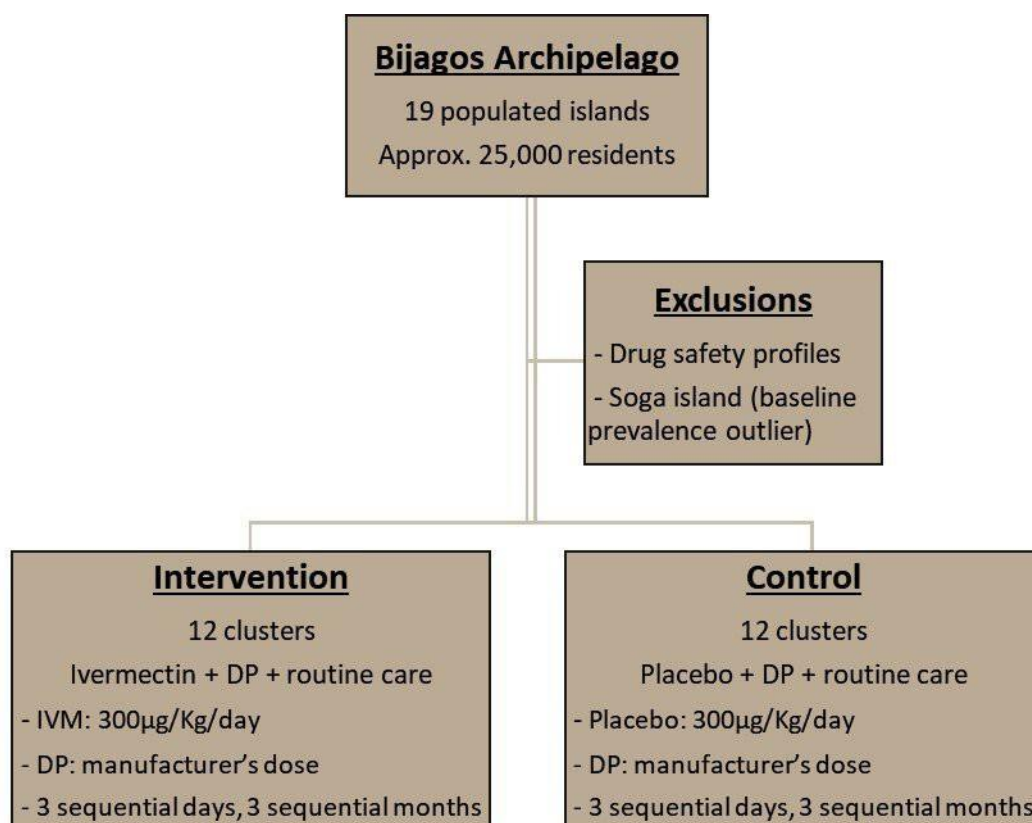 Bijagos Archipelago
19 populated islands
Approx. 25,000 residents
Exclusions
- Drug safety profiles
- Soga island (baseline
prevalence outlier)
Intervention
12 clusters
Ivermectin + DP + routine care
- IVM: 300µg/Kg/day
- DP: manufacturer’s dose
- 3 sequential days, 3 sequential months
Control
12 clusters
Placebo + DP + routine care
- Placebo: 300µg/Kg/day
- DP: manufacturer’s dose
- 3 sequential days, 3 sequential months